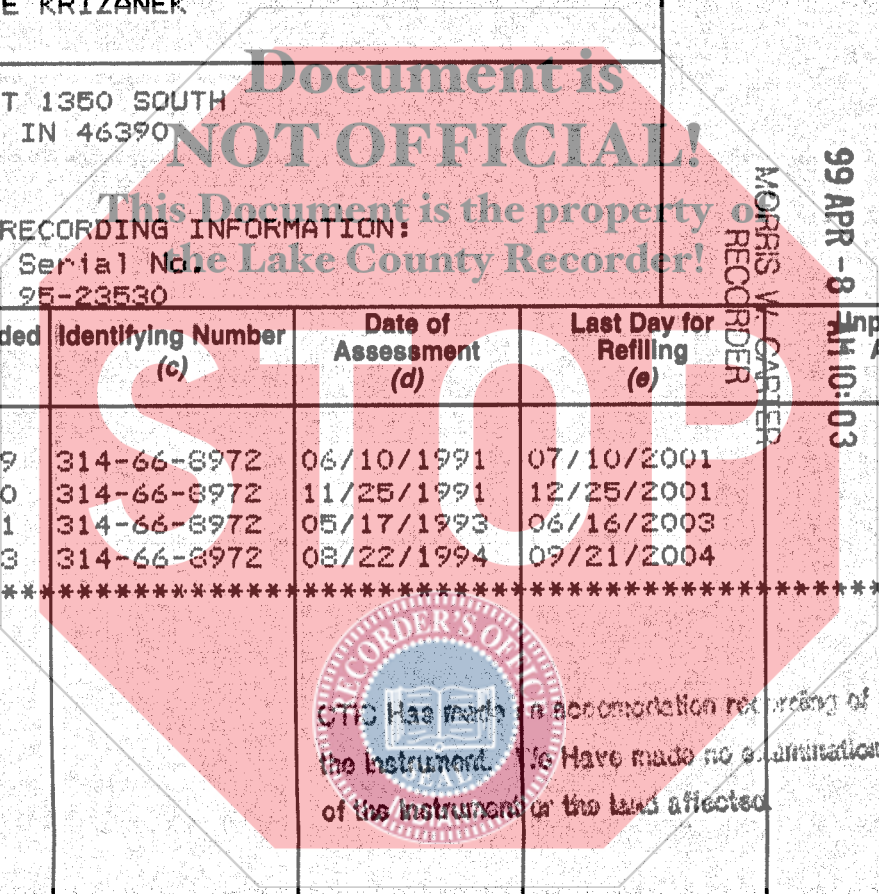 E KRIZANEK
Document is
T 1350 SOUTH
IN 46390
NOT OFFICIAL!
This Document is the property of
RECORDING INFORMATION:
the Lake County Recorder!
Serial No.
95-23530
MORRIS W. CARTER
RECORDER
99 APR -8 AM 10:03
ded Identifying Number (c) Date of Assessment (d) Last Day for Refiling (e) Unp
STOP
9 314-66-8972 06/10/1991 07/10/2001
0 314-66-8972 11/25/1991 12/25/2001
1 314-66-8972 05/17/1993 06/16/2003
3 314-66-8972 08/22/1994 09/21/2004
RECORDER'S OFFICE
CTIC Has made an accomodation recording of
the Instrument. We Have made no examination
of the Instrument or the land affected.